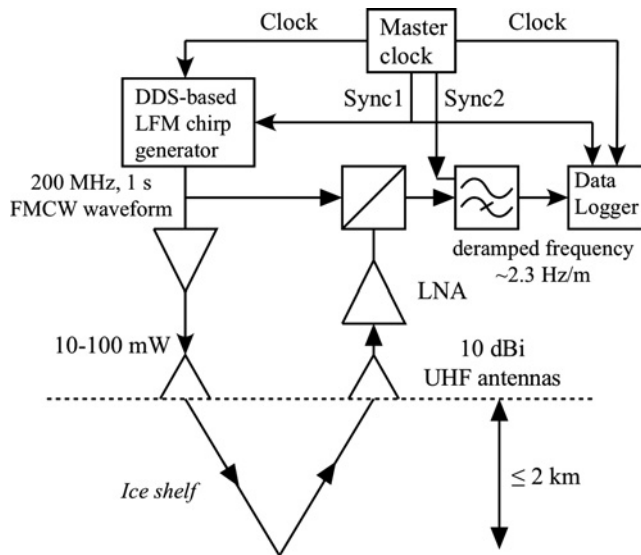 Clock
Master
clock
Clock
DDS-based
LFM chirp
generator
Sync1
Sync2
200 MHz, 1 s
FMCW waveform
Data
Logger
deramped frequency
~2.3 Hz/m
LNA
10-100 mW
10 dBi
UHF antennas
Ice shelf
≤ 2 km